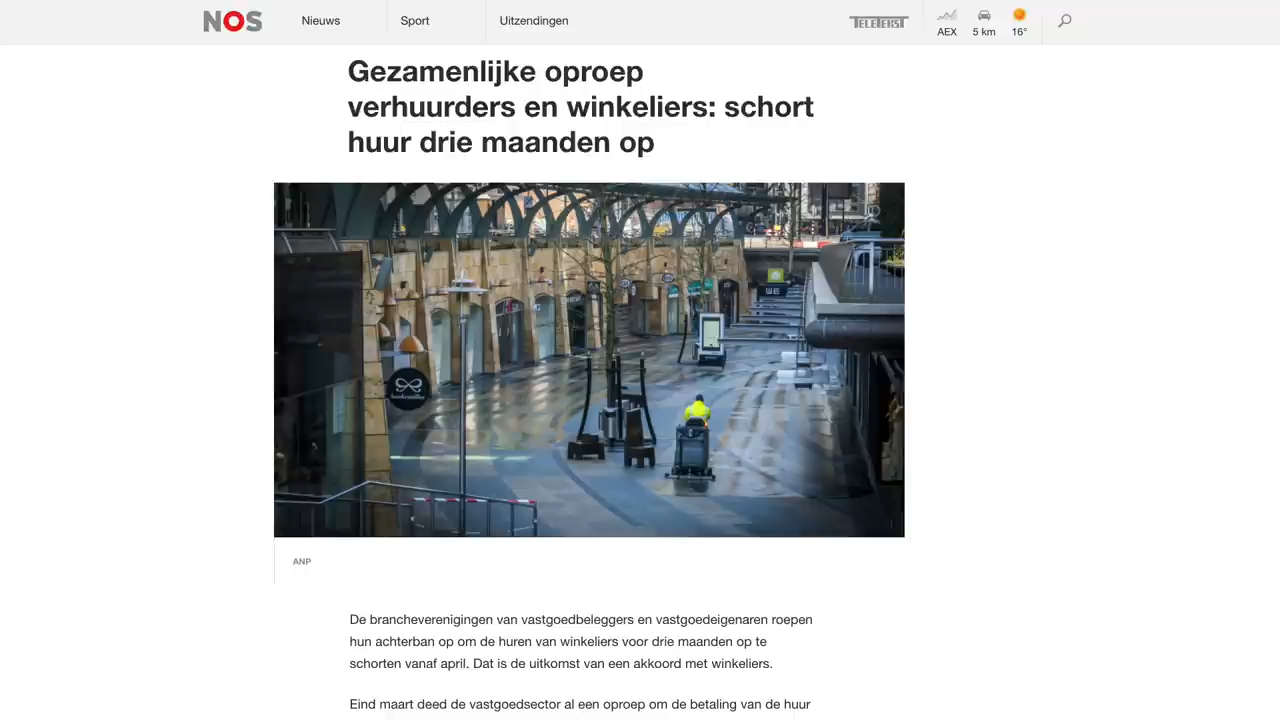 NOS
Nieuws
Sport
Uitzendingen
TELETEKST
AEX
5 km
16°
Gezamenlijke oproep
verhuurders en winkeliers: schort
huur drie maanden op
WE
ANP
De brancheverenigingen van vastgoedbeleggers en vastgoedeigenaren roepen
hun achterban op om de huren van winkeliers voor drie maanden op te
schorten vanaf april. Dat is de uitkomst van een akkoord met winkeliers.
Eind maart deed de vastgoedsector al een oproep om de betaling van de huur